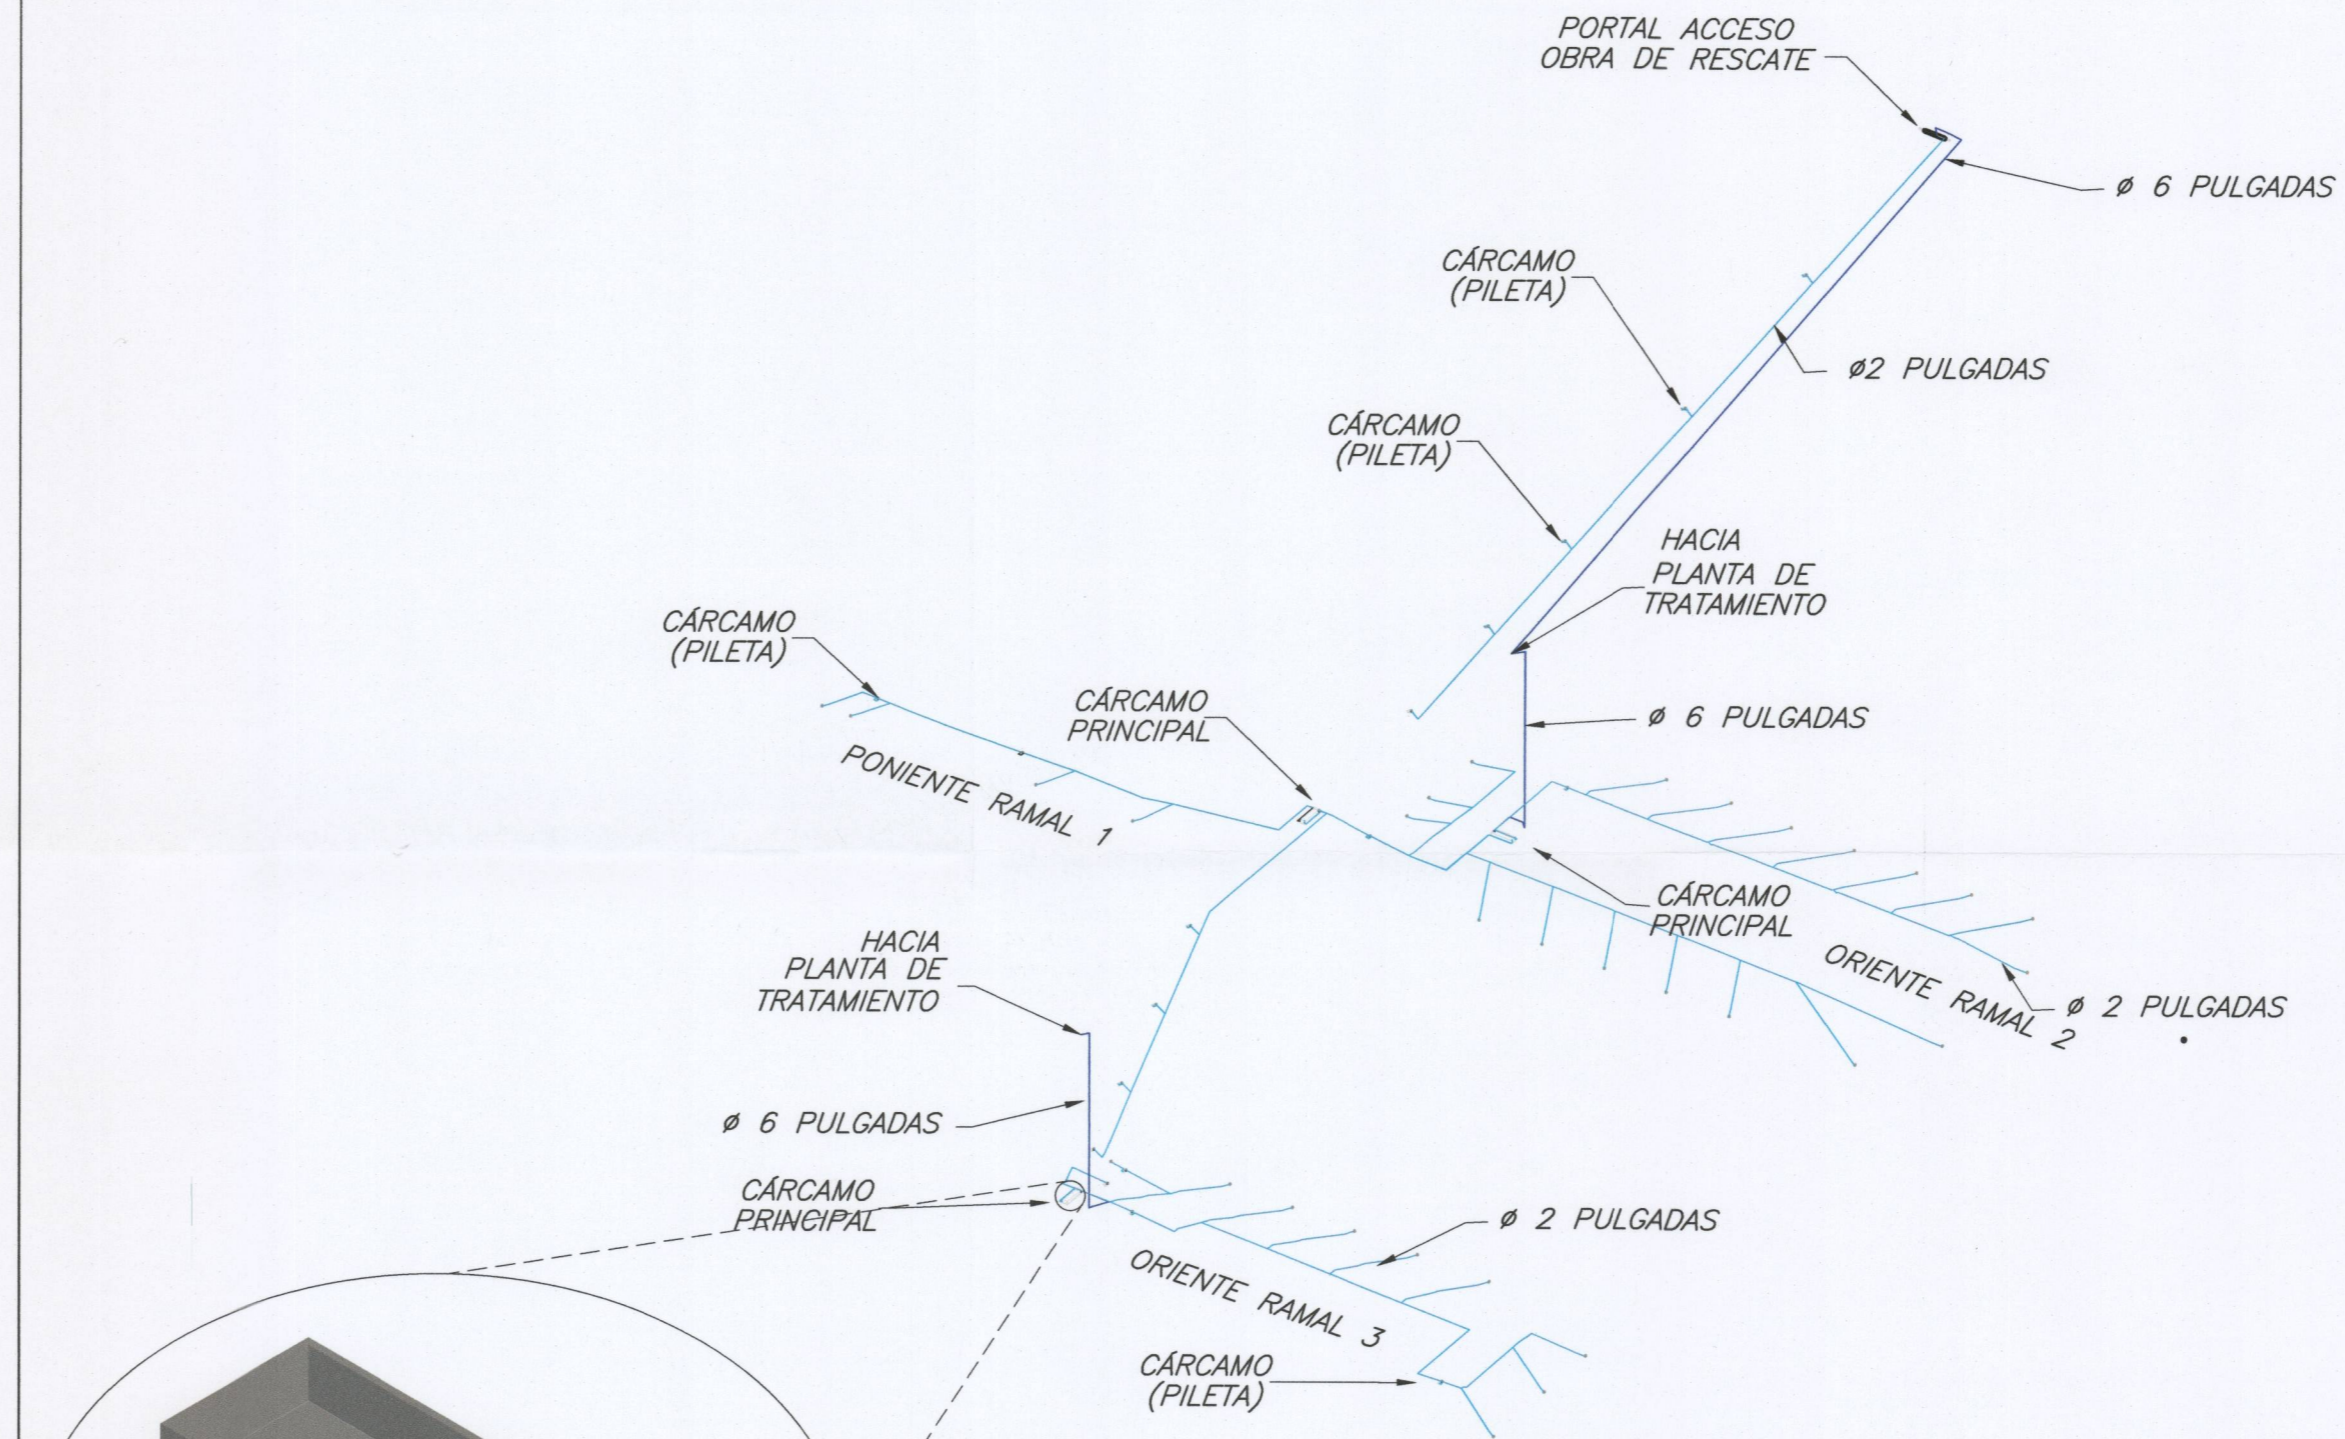 PORTAL ACCESO
OBRA DE RESCATE
Ø 6 PULGADAS
CÁRCAMO
(PILETA)
Ø2 PULGADAS
CÁRCAMO
(PILETA)
HACIA
PLANTA DE
TRATAMIENTO
CÁRCAMO
(PILETA)
CÁRCAMO
PRINCIPAL
Ø 6 PULGADAS
PONIENTE RAMAL 1
CÁRCAMO
PRINCIPAL
HACIA
PLANTA DE
TRATAMIENTO
ORIENTE RAMAL 2
Ø 2 PULGADAS
Ø 6 PULGADAS
CÁRCAMO
PRINCIPAL
Ø 2 PULGADAS
ORIENTE RAMAL 3
CÁRCAMO
(PILETA)